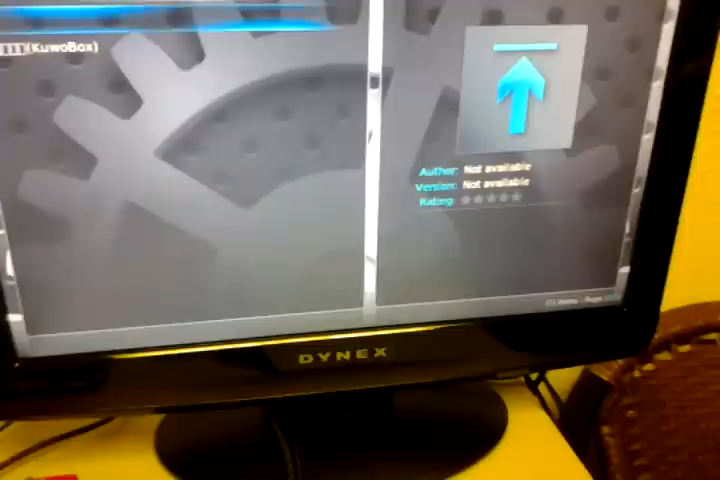 (KuwoBox)
Author: Not available
Version: Not available
Rating:
DYNEX